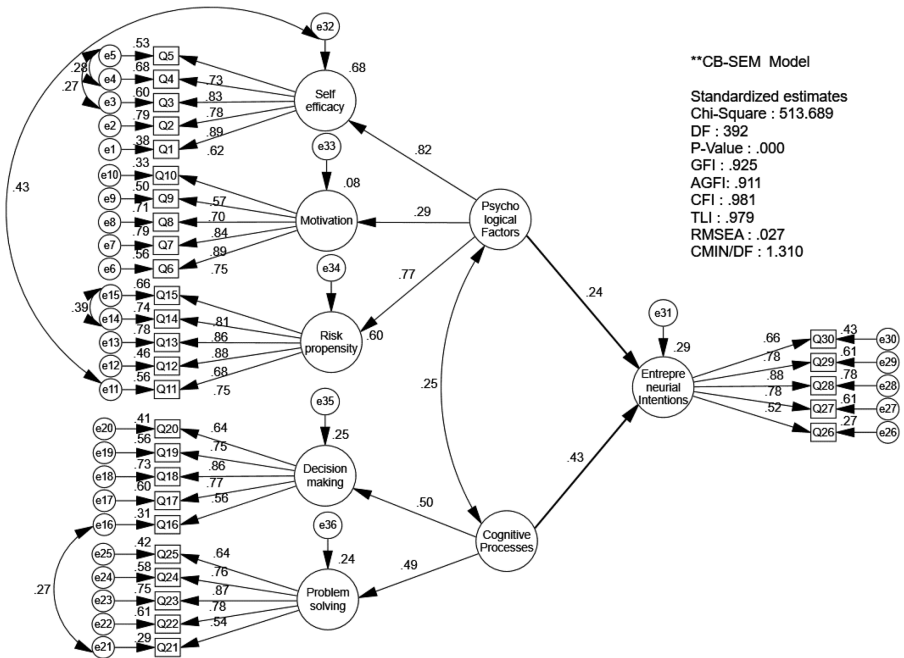 e32
e5
.53
Q5
.28
.68
e4
.68
Q4
.73
Self
efficacy
.27
e3
.60
Q3
.83
e2
.79
Q2
.78
.89
e1
.38
Q1
.62
e33
.82
e10
.33
Q10
.08
.43
e9
.50
Q9
.57
Motivation
.29
Psycho
logical
Factors
e8
.71
Q8
.70
e7
.79
Q7
.84
e6
.56
Q6
.89
.75
e34
.77
e15
.66
Q15
.39
e14
.74
Q14
.81
Risk
propensity
.60
e13
.78
Q13
.86
e12
.46
Q12
.88
.68
e11
.56
Q11
.75
.25
e35
e20
.41
Q20
.64
.25
e19
.56
Q19
.75
Decision
making
e18
.73
Q18
.86
e17
.60
Q17
.77
.56
.50
e16
.31
Q16
e36
Cognitive
Processes
.27
e25
.42
Q25
.64
.24
.49
e24
.58
Q24
.76
Problem
solving
e23
.75
Q23
.87
e22
.61
Q22
.78
.54
e21
.29
Q21
**CB-SEM Model
Standardized estimates
Chi-Square : 513.689
DF : 392
P-Value : .000
GFI : .925
AGFI: .911
CFI : .981
TLI : .979
RMSEA : .027
CMIN/DF : 1.310
.24
.43
e31
.29
Entrepre
neurial
Intentions
.66
Q30
.43
e30
.78
Q29
.61
e29
.88
Q28
.78
e28
.78
Q27
.61
e27
.52
Q26
.27
e26